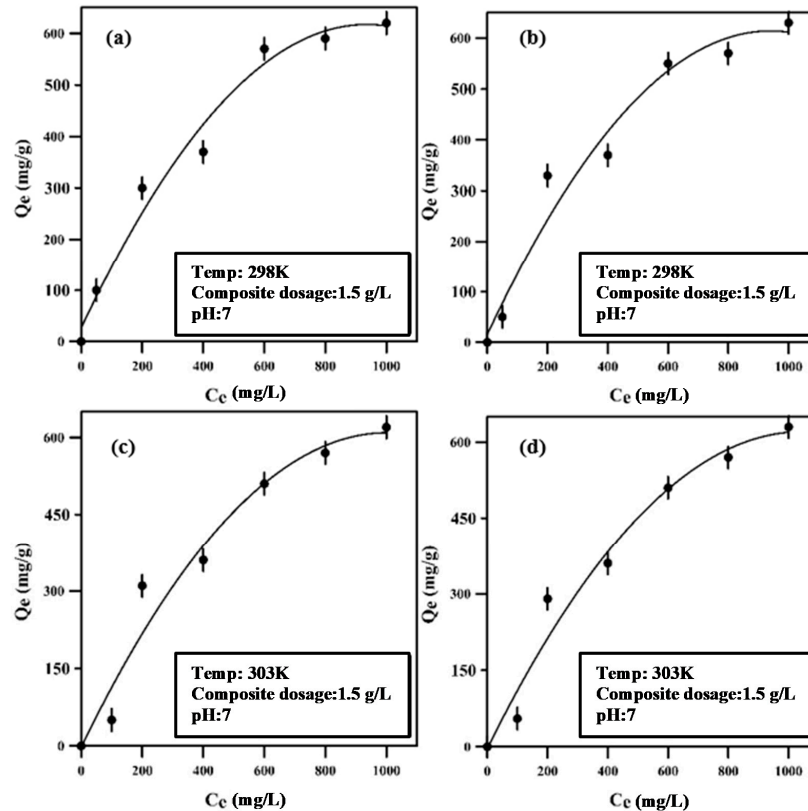 (a)
Qe (mg/g)
600
500
400
300
200
100
0
0 200 400 600 800 1000
Ce (mg/L)
Temp: 298K
Composite dosage:1.5 g/L
pH:7
(b)
Qe (mg/g)
600
500
400
300
200
100
0
0 200 400 600 800 1000
Ce (mg/L)
Temp: 298K
Composite dosage:1.5 g/L
pH:7
(c)
Qe (mg/g)
600
450
300
150
0
0 200 400 600 800 1000
Ce (mg/L)
Temp: 303K
Composite dosage:1.5 g/L
pH:7
(d)
Qe (mg/g)
600
450
300
150
0
0 200 400 600 800 1000
Ce (mg/L)
Temp: 303K
Composite dosage:1.5 g/L
pH:7